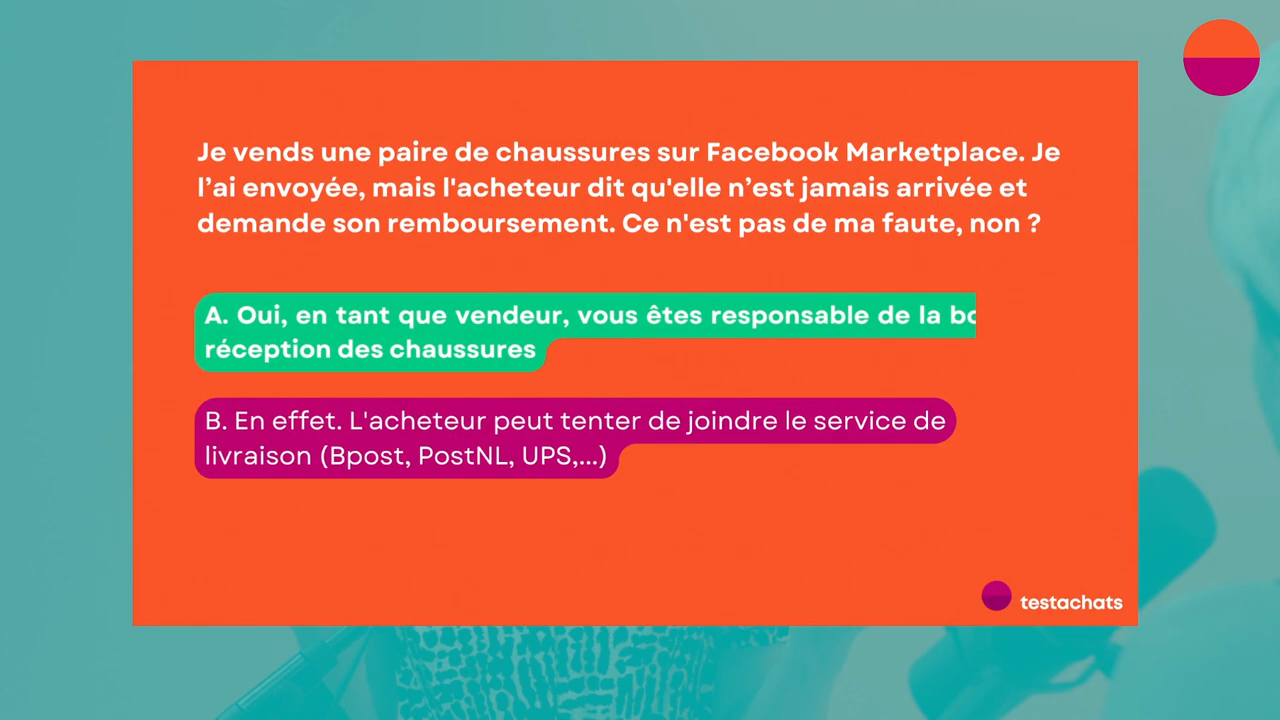 Je vends une paire de chaussures sur Facebook Marketplace. Je
l’ai envoyée, mais l'acheteur dit qu'elle n’est jamais arrivée et
demande son remboursement. Ce n'est pas de ma faute, non ?
A. Oui, en tant que vendeur, vous êtes responsable de la
réception des chaussures
B. En effet. L'acheteur peut tenter de joindre le service de
livraison (Bpost, PostNL, UPS,...)
testachats